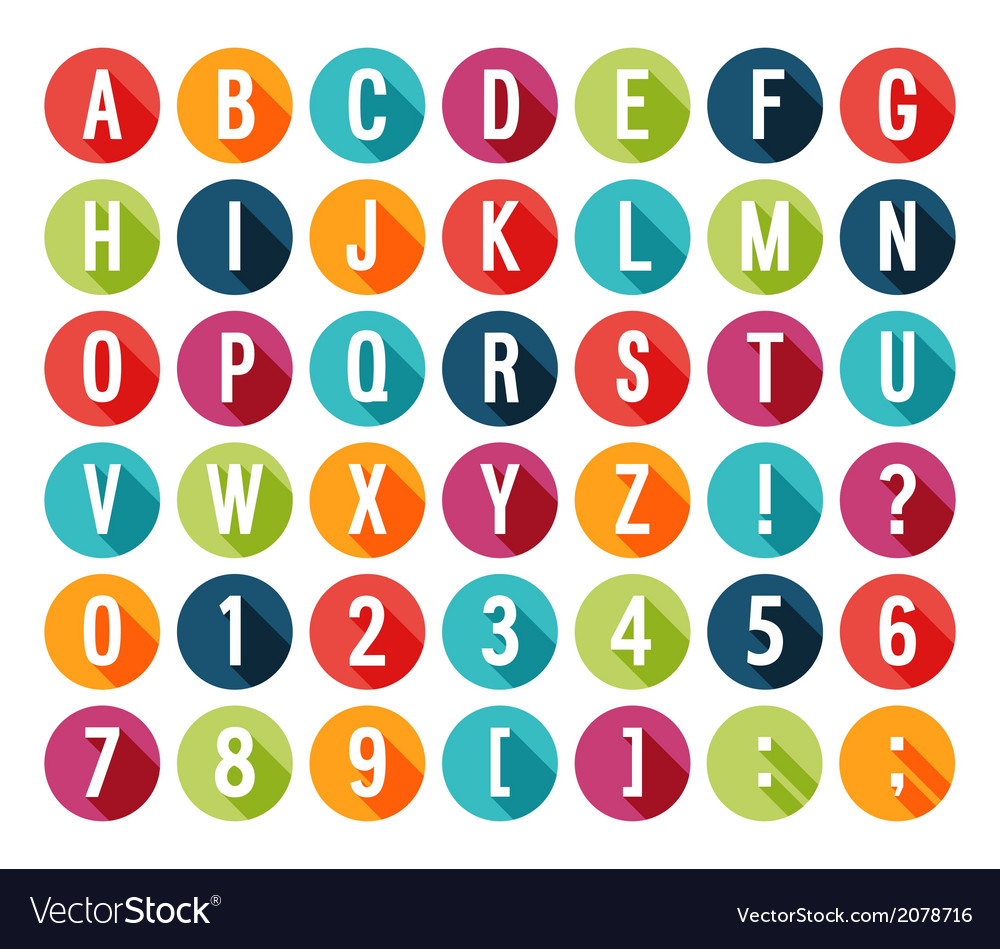 A B C D E F G
H I J K L M N
O P Q R S T U
V W X Y Z ! ?
0 1 2 3 4 5 6
7 8 9 [ ] : ;
VectorStock® VectorStock.com/2078716